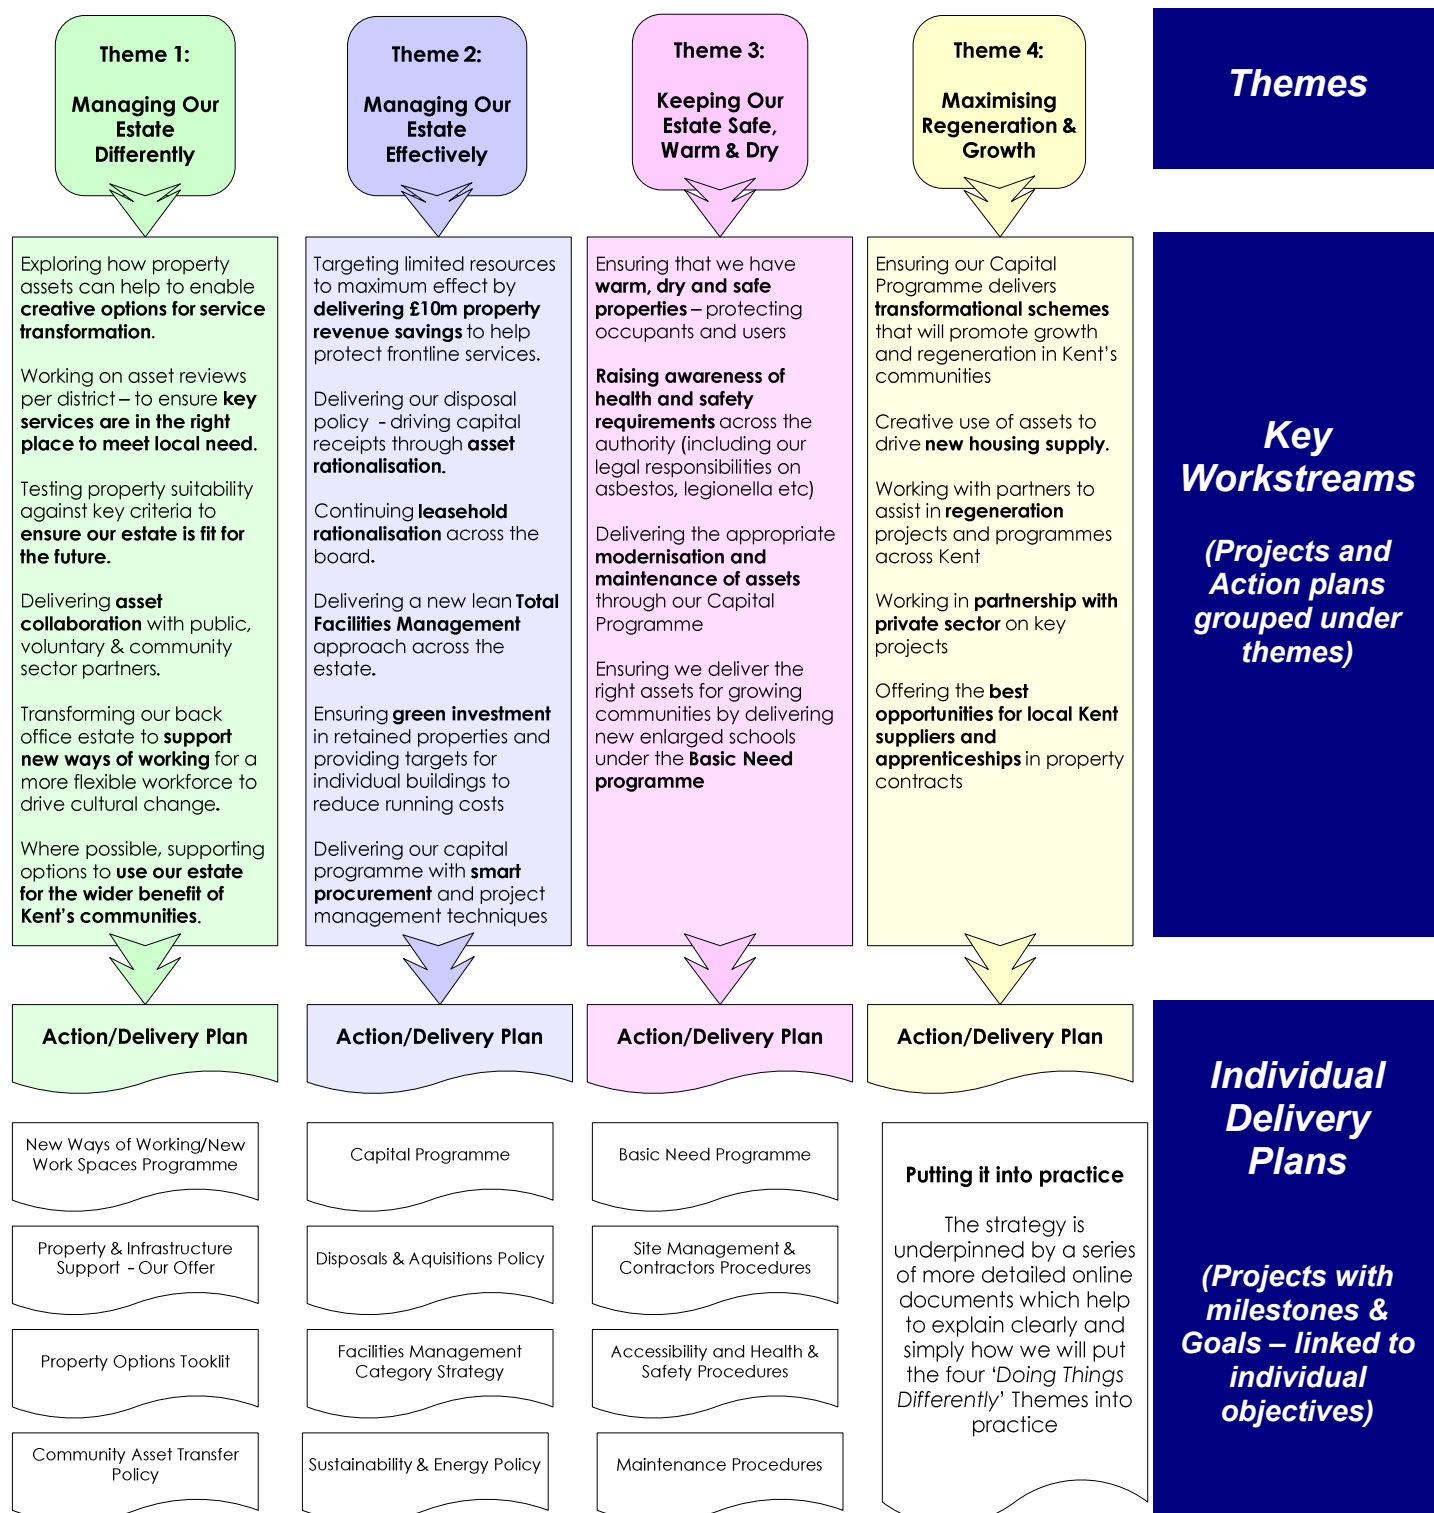 Theme 1:
Managing Our
Estate
Differently
Theme 2:
Managing Our
Estate
Effectively
Theme 3:
Keeping Our
Estate Safe,
Warm & Dry
Theme 4:
Maximising
Regeneration &
Growth
Themes
Exploring how property
assets can help to enable
creative options for service
transformation.
Working on asset reviews
per district – to ensure key
services are in the right
place to meet local need.
Testing property suitability
against key criteria to
ensure our estate is fit for
the future.
Delivering asset
collaboration with public,
voluntary & community
sector partners.
Transforming our back
office estate to support
new ways of working for a
more flexible workforce to
drive cultural change.
Where possible, supporting
options to use our estate
for the wider benefit of
Kent's communities.
Targeting limited resources
to maximum effect by
delivering £10m property
revenue savings to help
protect frontline services.
Delivering our disposal
policy - driving capital
receipts through asset
rationalisation.
Continuing leasehold
rationalisation across the
board.
Delivering a new lean Total
Facilities Management
approach across the
estate.
Ensuring green investment
in retained properties and
providing targets for
individual buildings to
reduce running costs
Delivering our capital
programme with smart
procurement and project
management techniques
Ensuring that we have
warm, dry and safe
properties – protecting
occupants and users
Raising awareness of
health and safety
requirements across the
authority (including our
legal responsibilities on
asbestos, legionella etc)
Delivering the appropriate
modernisation and
maintenance of assets
through our Capital
Programme
Ensuring we deliver the
right assets for growing
communities by delivering
new enlarged schools
under the Basic Need
programme
Ensuring our Capital
Programme delivers
transformational schemes
that will promote growth
and regeneration in Kent's
communities
Creative use of assets to
drive new housing supply.
Working with partners to
assist in regeneration
projects and programmes
across Kent
Working in partnership with
private sector on key
projects
Offering the best
opportunities for local Kent
suppliers and
apprenticeships in property
contracts
Key
Workstreams
(Projects and
Action plans
grouped under
themes)
Action/Delivery Plan
Action/Delivery Plan
Action/Delivery Plan
Action/Delivery Plan
New Ways of Working/New
Work Spaces Programme
Property & Infrastructure
Support - Our Offer
Property Options Tooklit
Community Asset Transfer
Policy
Capital Programme
Disposals & Aquisitions Policy
Facilities Management
Category Strategy
Sustainability & Energy Policy
Basic Need Programme
Site Management &
Contractors Procedures
Accessibility and Health &
Safety Procedures
Maintenance Procedures
Putting it into practice
The strategy is
underpinned by a series
of more detailed online
documents which help
to explain clearly and
simply how we will put
the four 'Doing Things
Differently' Themes into
practice
Individual
Delivery
Plans
(Projects with
milestones &
Goals – linked to
individual
objectives)